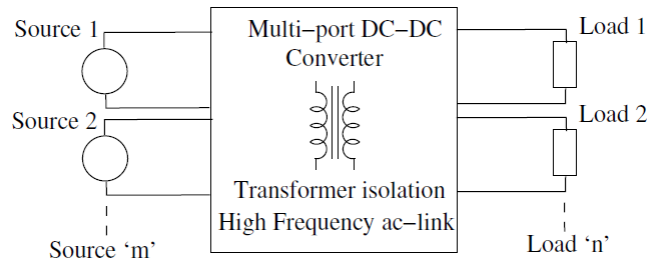 Source 1
Source 2
Source ‘m’
Multi−port DC−DC
Converter
Transformer isolation
High Frequency ac−link
Load 1
Load 2
Load ‘n’